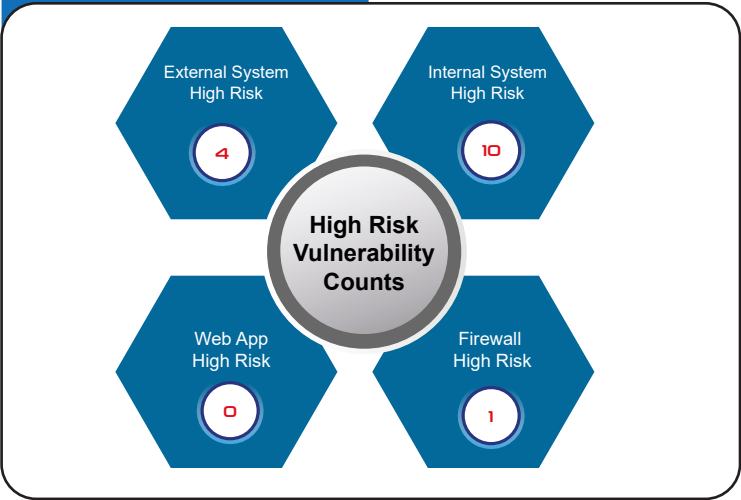 External System
High Risk
4
Internal System
High Risk
10
High Risk
Vulnerability
Counts
Web App
High Risk
0
Firewall
High Risk
1